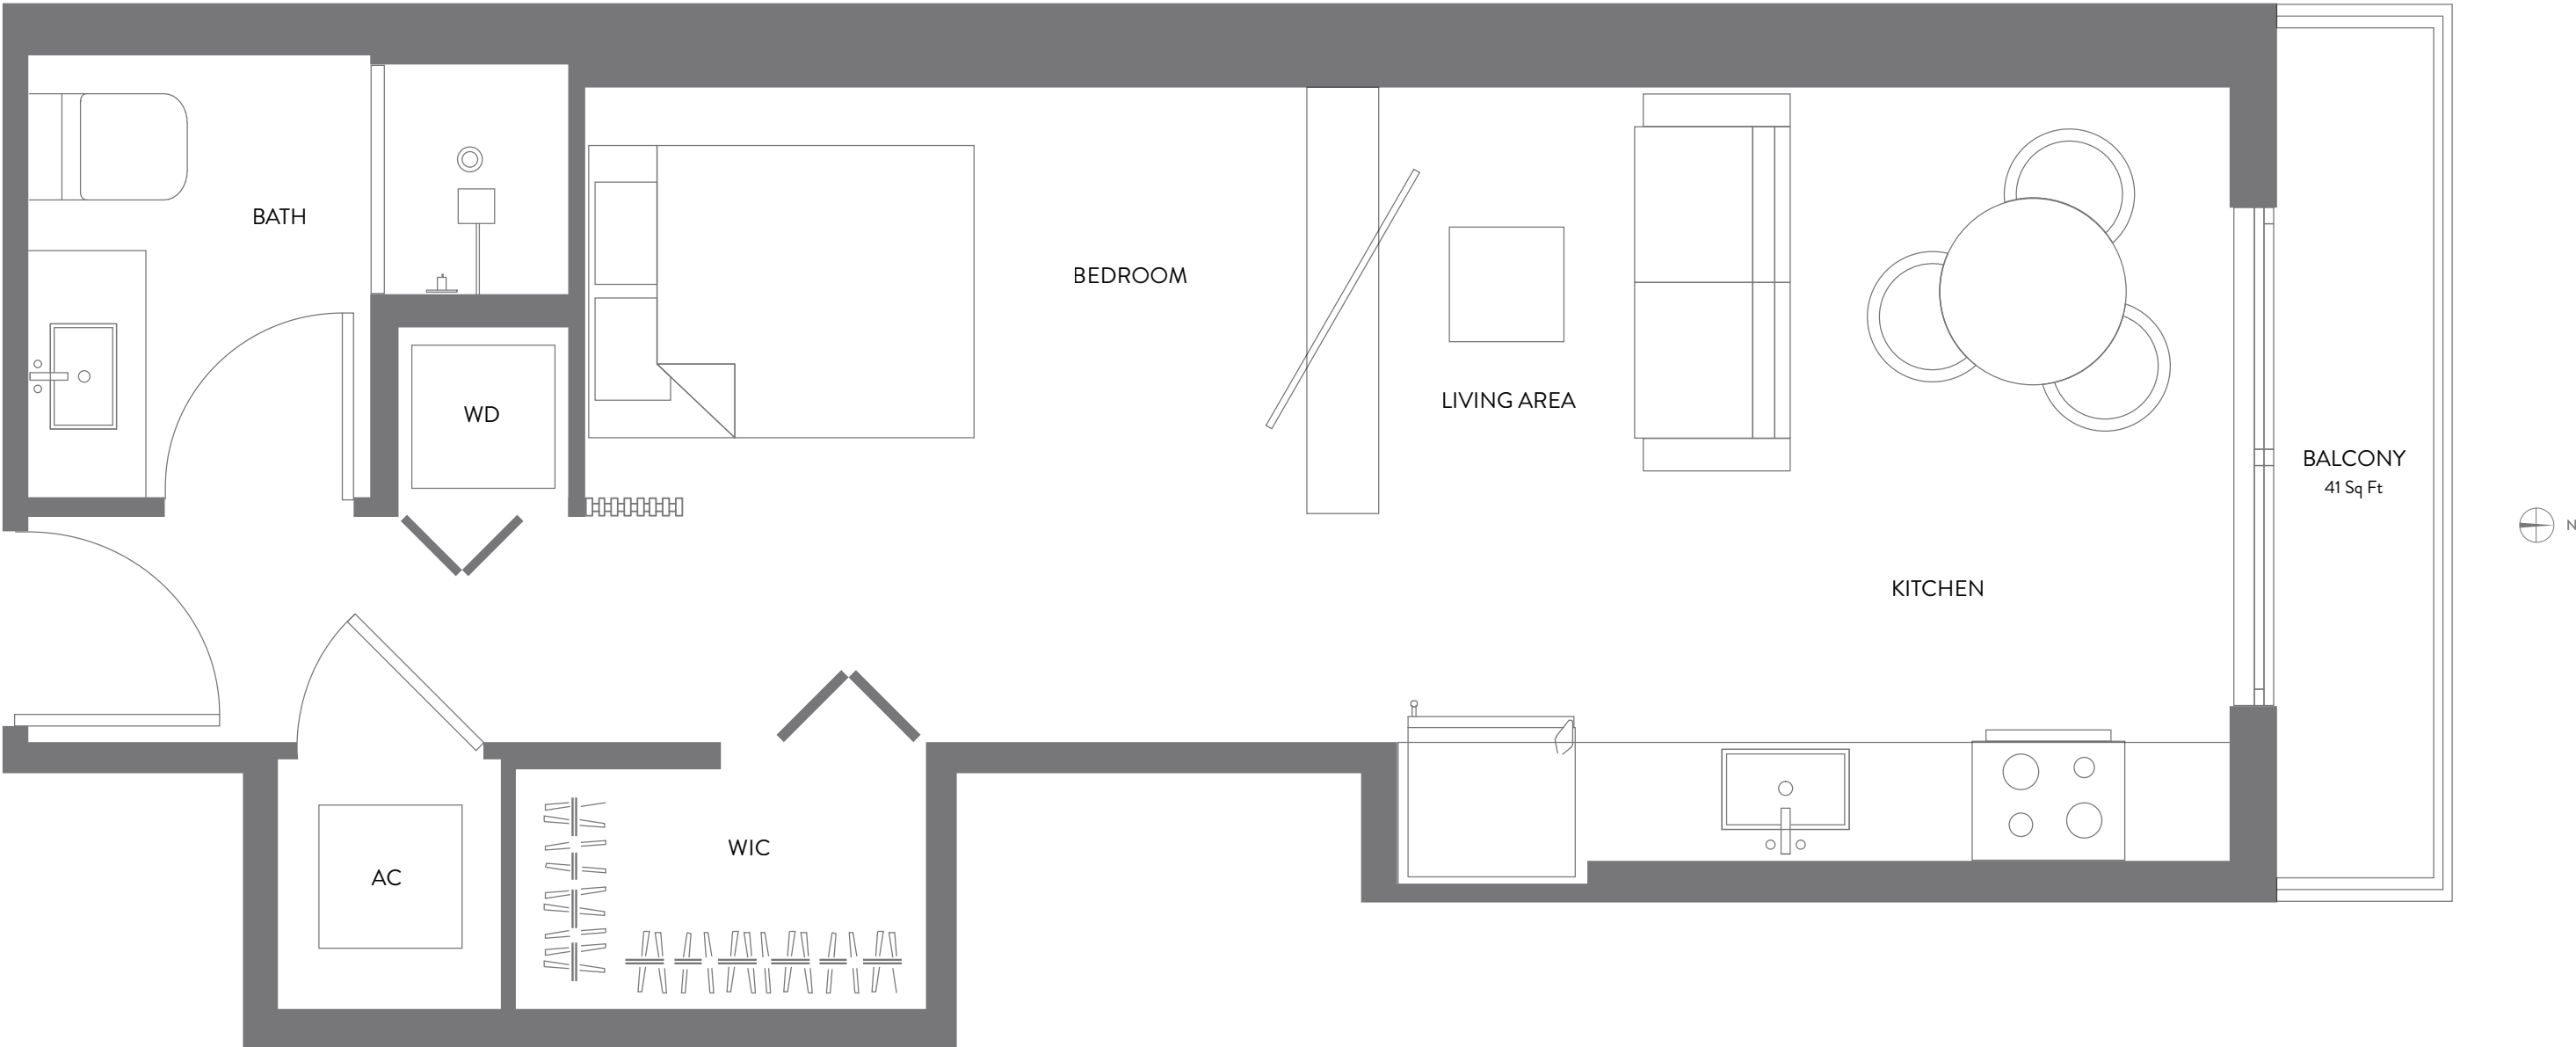 BATH
BEDROOM
LIVING AREA
WD
BALCONY
41 Sq Ft
N
KITCHEN
WIC
AC